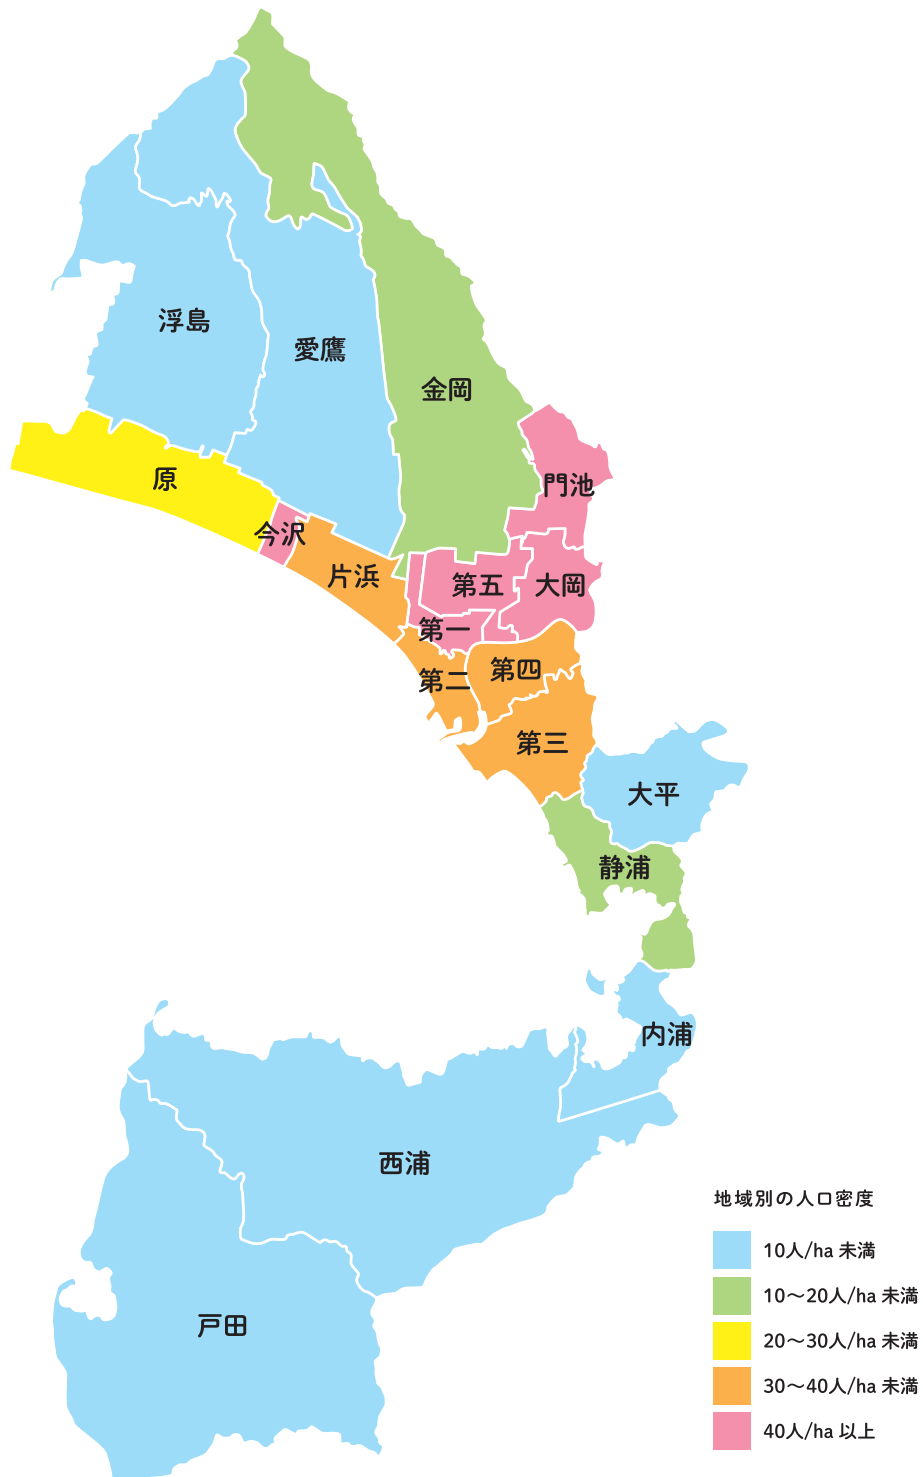 浮島
愛鷹
金岡
原
門池
今沢
片浜
第五
大岡
第一
第二
第四
第三
大平
静浦
内浦
西浦
戸田
地域別の人口密度
10人/ha 未満
10〜20人/ha 未満
20〜30人/ha 未満
30〜40人/ha 未満
40人/ha 以上